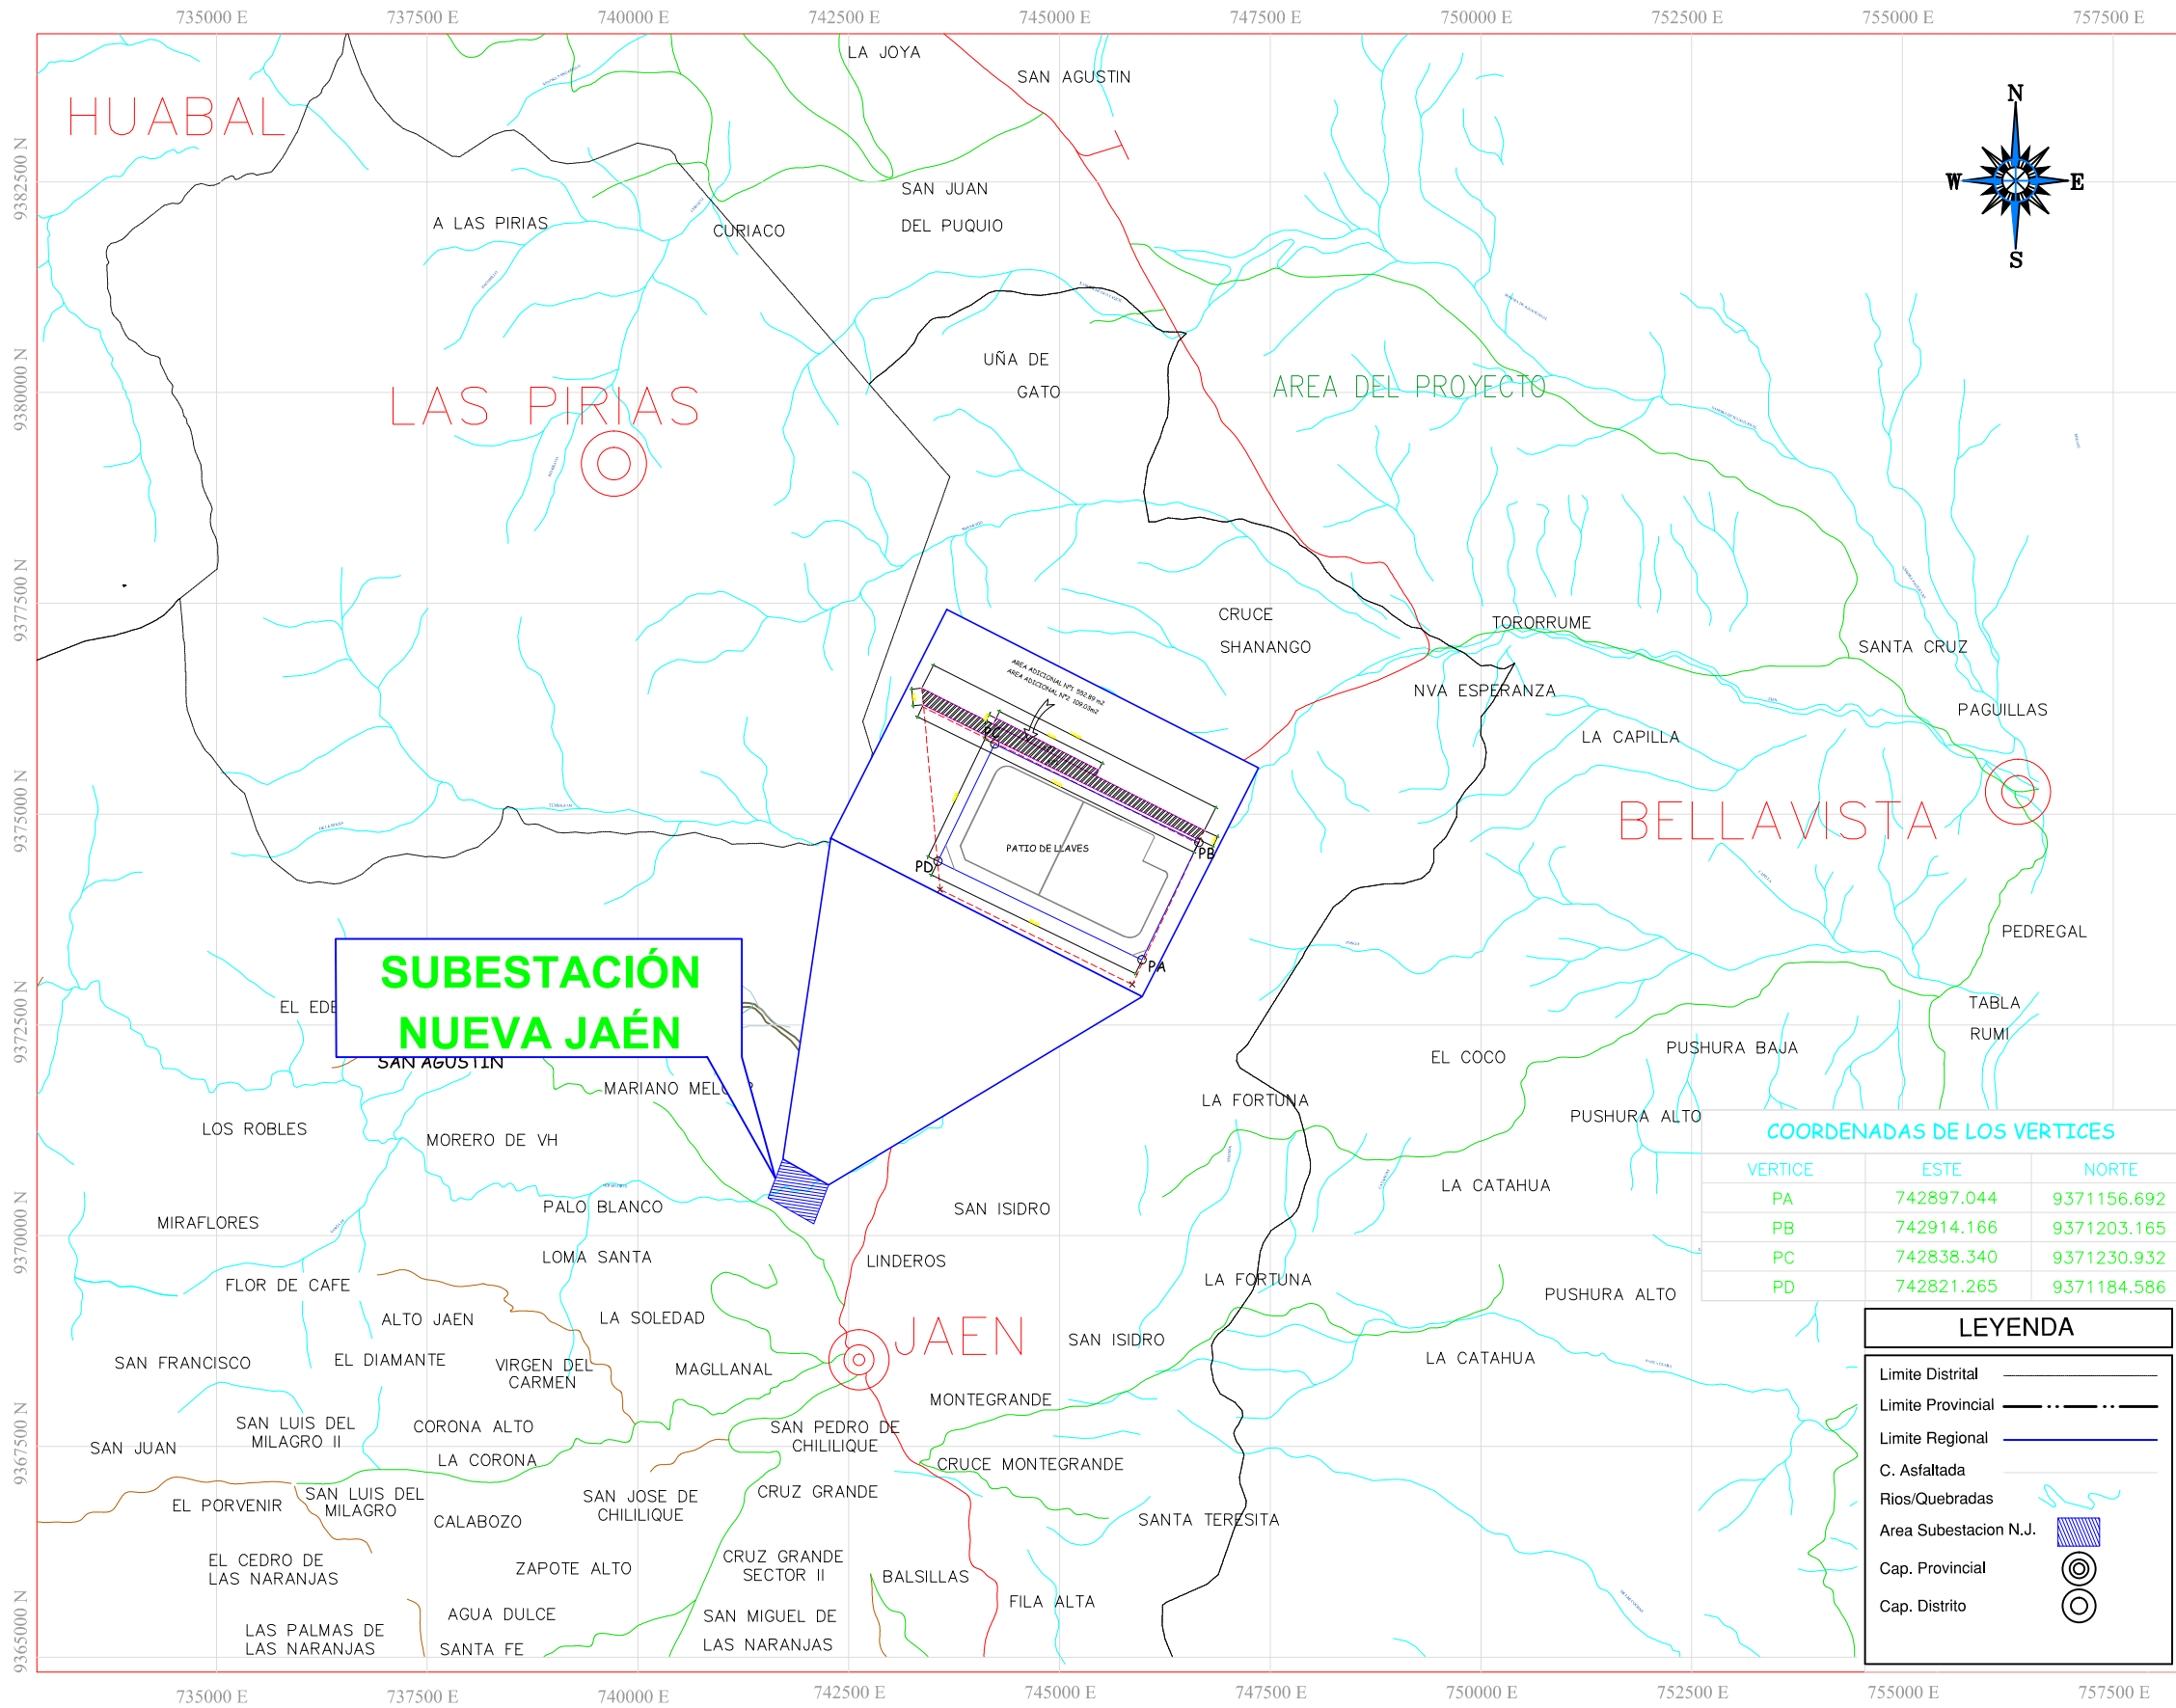 735000 E 737500 E 740000 E 742500 E 745000 E 747500 E 750000 E 752500 E 755000 E 757500 E
LA JOYA
SAN AGUSTIN
HUABAL
N
W E
S
9382500 N
SAN JUAN
DEL PUQUIO
A LAS PIRIAS
CURIACO
UÑA DE
GATO
AREA DEL PROYECTO
9380000 N
LAS PIRIAS
9377500 N
CRUCE
SHANANGO
TORORRUME
SANTA CRUZ
NVA ESPERANZA
PAGUILLAS
LA CAPILLA
AREA ADICIONAL N°1 552.89 m2
AREA ADICIONAL N°2 109.03m2
PC
PB
PATIO DE LLAVES
PD
PA
9375000 N
BELLAVISTA
PEDREGAL
SUBESTACIÓN
NUEVA JAÉN
EL EDE
SAN AGUSTIN
9372500 N
TABLA
RUMI
EL COCO
PUSHURA BAJA
MARIANO MEL
LA FORTUNA
PUSHURA ALTO
LOS ROBLES
MORERO DE VH
COORDENADAS DE LOS VERTICES
VERTICE ESTE NORTE
PA 742897.044 9371156.692
PB 742914.166 9371203.165
PC 742838.340 9371230.932
PD 742821.265 9371184.586
LA CATAHUA
PALO BLANCO
SAN ISIDRO
MIRAFLORES
9370000 N
LOMA SANTA
LINDEROS
FLOR DE CAFE
LA FORTUNA
PUSHURA ALTO
ALTO JAEN
LA SOLEDAD
JAEN
SAN ISIDRO
SAN FRANCISCO
EL DIAMANTE
VIRGEN DEL
CARMEN
MAGLLANAL
LA CATAHUA
MONTEGRANDE
SAN LUIS DEL
MILAGRO II
CORONA ALTO
SAN PEDRO DE
CHILILIQUE
SAN JUAN
9367500 N
LA CORONA
CRUCE MONTEGRANDE
EL PORVENIR
SAN LUIS DEL
MILAGRO
SAN JOSE DE
CHILILIQUE
CRUZ GRANDE
CALABOZO
SANTA TERESITA
EL CEDRO DE
LAS NARANJAS
ZAPOTE ALTO
CRUZ GRANDE
SECTOR II
BALSILLAS
FILA ALTA
AGUA DULCE
SAN MIGUEL DE
LAS NARANJAS
LAS PALMAS DE
LAS NARANJAS
SANTA FE
9365000 N
LEYENDA
Limite Distrital
Limite Provincial
Limite Regional
C. Asfaltada
Rios/Quebradas
Area Subestacion N.J.
Cap. Provincial
Cap. Distrito
735000 E 737500 E 740000 E 742500 E 745000 E 747500 E 750000 E 752500 E 755000 E 757500 E